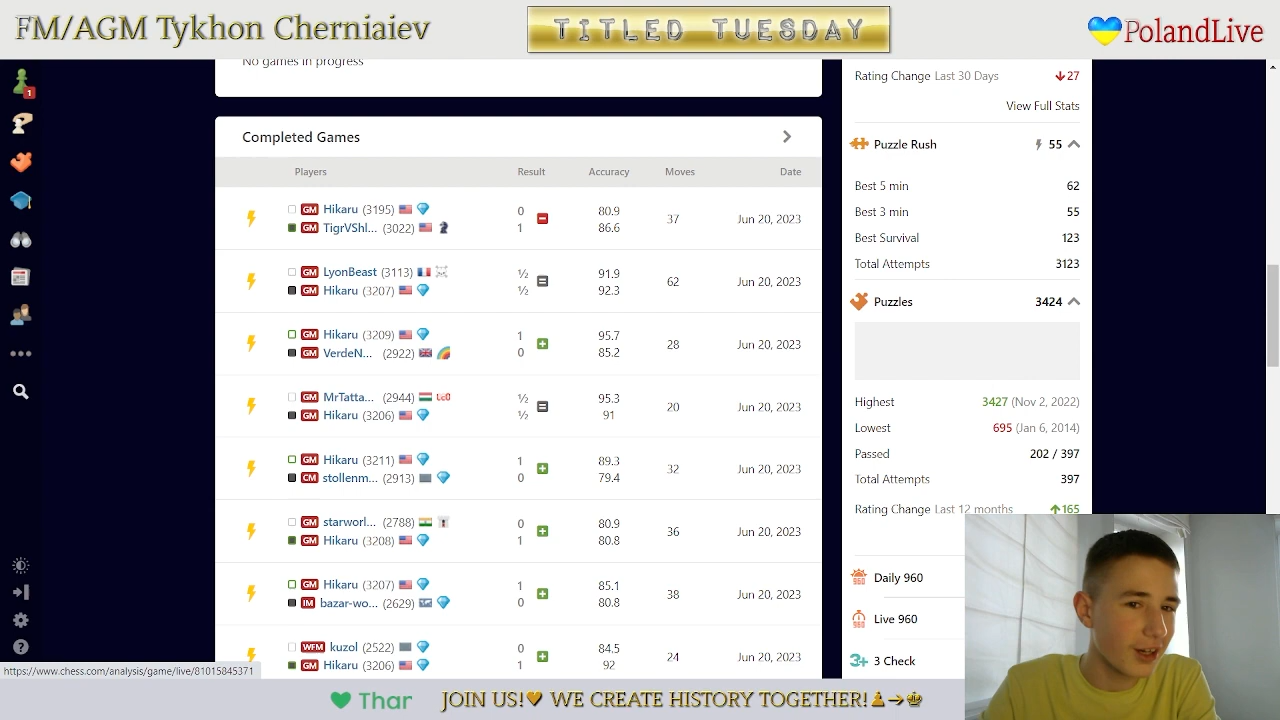 FM/AGM Tykhon Cherniaiev
TITLED TUESDAY
PolandLive
No games in progress
Completed Games
Players Result Accuracy Moves Date
GM Hikaru (3195) 0 80.9
GM TigrVShl... (3022) 1 86.6
37 Jun 20, 2023
GM LyonBeast (3113) ½ 91.9
GM Hikaru (3207) ½ 92.3
62 Jun 20, 2023
GM Hikaru (3209) 1 95.7
GM VerdeN... (2922) 0 85.2
28 Jun 20, 2023
GM MrTatta... (2944) ½ 95.3
GM Hikaru (3206) ½ 91
20 Jun 20, 2023
GM Hikaru (3211) 1 89.3
CM stollenm... (2913) 0 79.4
32 Jun 20, 2023
GM starworl... (2788) 0 80.9
GM Hikaru (3208) 1 80.8
36 Jun 20, 2023
GM Hikaru (3207) 1 85.1
IM bazar-wo... (2629) 0 80.8
38 Jun 20, 2023
WFM kuzol (2522) 0 84.5
GM Hikaru (3206) 1 92
24 Jun 20, 2023
Rating Change Last 30 Days 27
View Full Stats
Puzzle Rush 55
Best 5 min 62
Best 3 min 55
Best Survival 123
Total Attempts 3123
Puzzles 3424
Highest 3427 (Nov 2, 2022)
Lowest 695 (Jan 6, 2014)
Passed 202 / 397
Total Attempts 397
Rating Change Last 12 months 165
Daily 960
Live 960
3+ 3 Check
1
https://www.chess.com/analysis/game/live/81015845371
Thar
JOIN US! WE CREATE HISTORY TOGETHER!